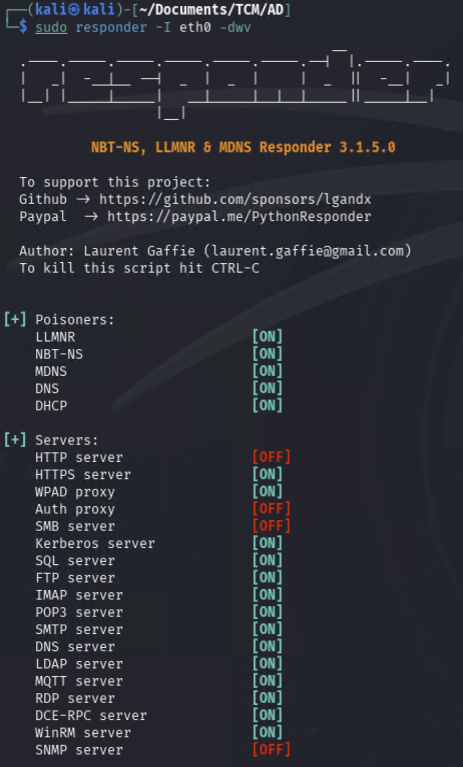 (kali㉿kali)-[~/Documents/TCM/AD]
$ sudo responder -I eth0 -dwv
NBT-NS, LLMNR & MDNS Responder 3.1.5.0
To support this project:
Github → https://github.com/sponsors/lgandx
Paypal → https://paypal.me/PythonResponder
Author: Laurent Gaffie (laurent.gaffie@gmail.com)
To kill this script hit CTRL-C
[+] Poisoners:
LLMNR [ON]
NBT-NS [ON]
MDNS [ON]
DNS [ON]
DHCP [ON]
[+] Servers:
HTTP server [OFF]
HTTPS server [ON]
WPAD proxy [ON]
Auth proxy [OFF]
SMB server [OFF]
Kerberos server [ON]
SQL server [ON]
FTP server [ON]
IMAP server [ON]
POP3 server [ON]
SMTP server [ON]
DNS server [ON]
LDAP server [ON]
MQTT server [ON]
RDP server [ON]
DCE-RPC server [ON]
WinRM server [ON]
SNMP server [OFF]